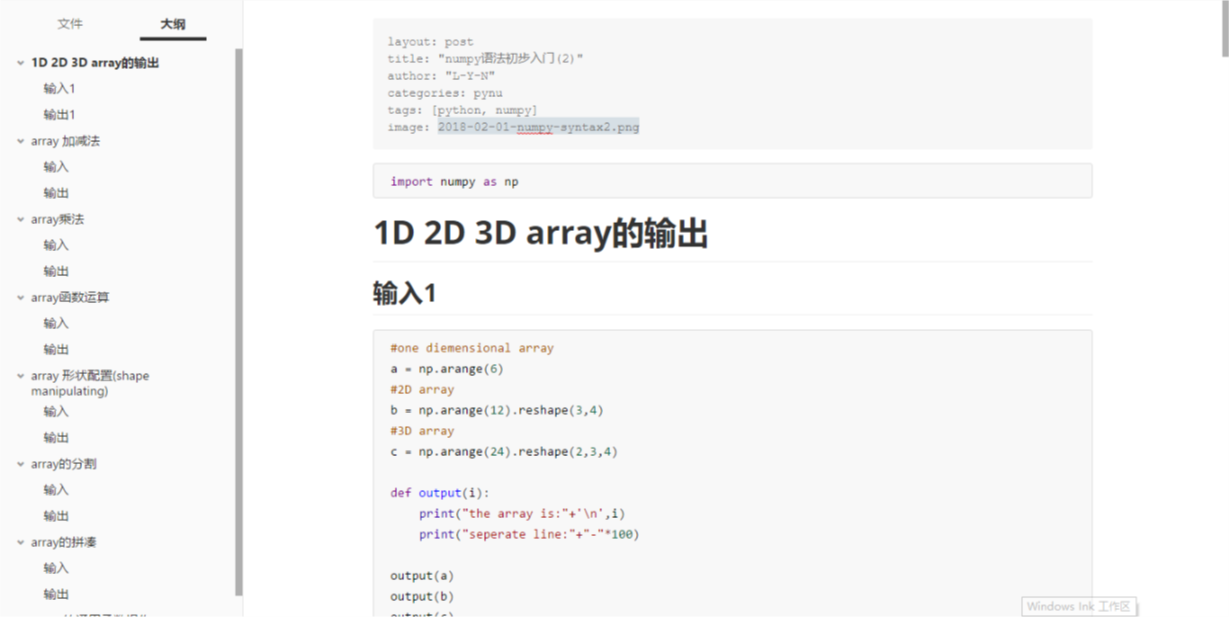 文件 大纲
1D 2D 3D array的输出
输入1
输出1
array 加减法
输入
输出
array乘法
输入
输出
array函数运算
输入
输出
array 形状配置(shape
manipulating)
输入
输出
array的分割
输入
输出
array的拼凑
输入
输出
layout: post
title: "numpy语法初步入门(2)"
author: "L-Y-N"
categories: pynu
tags: [python, numpy]
image: 2018-02-01-numpy-syntax2.png
import numpy as np
1D 2D 3D array的输出
输入1
#one diemensional array
a = np.arange(6)
#2D array
b = np.arange(12).reshape(3,4)
#3D array
c = np.arange(24).reshape(2,3,4)
def output(i):
print("the array is:"+'\n',i)
print("seperate line:"+"-"*100)
output(a)
output(b)
output(c)
Windows Ink 工作区